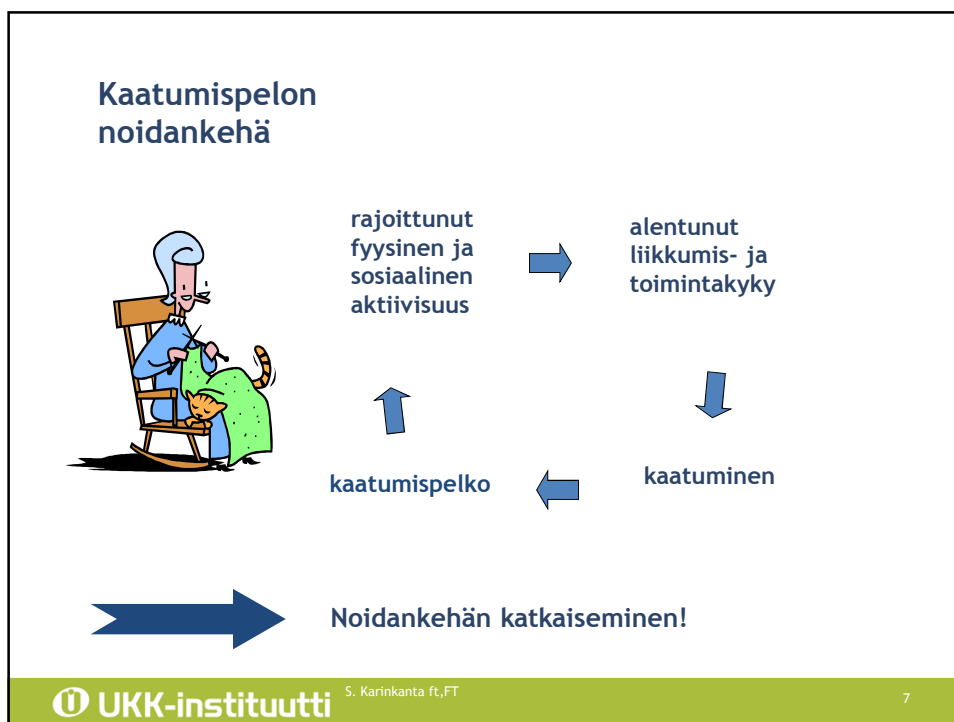 Kaatumispelon
noidankehä
rajoittunut
fyysinen ja
sosiaalinen
aktiivisuus
alentunut
liikkumis- ja
toimintakyky
kaatuminen
kaatumispelko
Noidankehän katkaiseminen!
UKK-instituutti
S. Karinkanta ft,FT
7